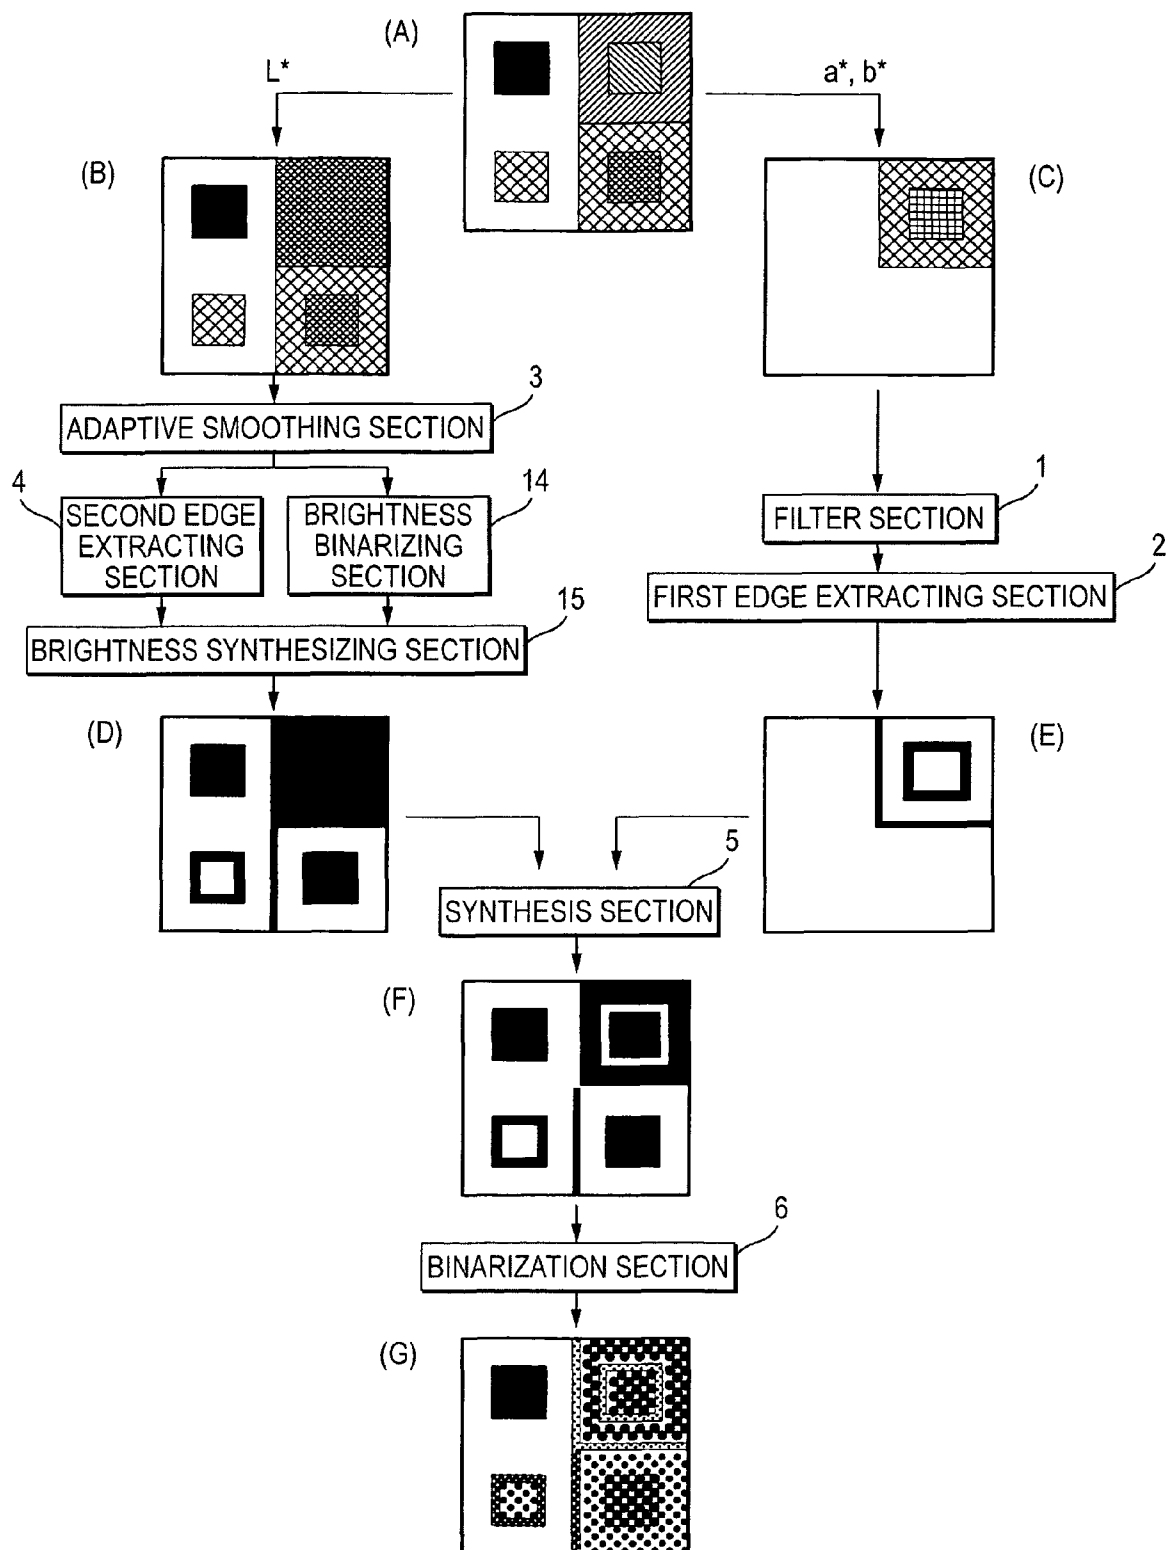 (A)
L*
a*, b*
(B)
(C)
3
ADAPTIVE SMOOTHING SECTION
4
14
1
SECOND EDGE
EXTRACTING
SECTION
BRIGHTNESS
BINARIZING
SECTION
FILTER SECTION
2
FIRST EDGE EXTRACTING SECTION
15
BRIGHTNESS SYNTHESIZING SECTION
(D)
(E)
5
SYNTHESIS SECTION
(F)
6
BINARIZATION SECTION
(G)